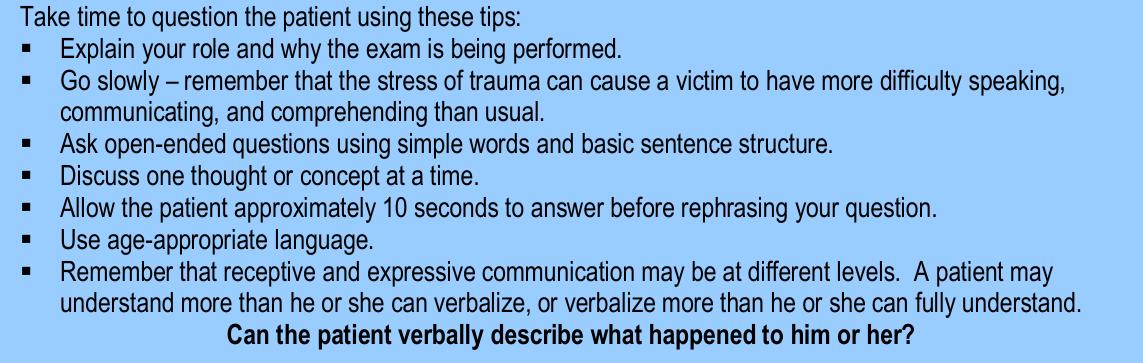 Take time to question the patient using these tips:
▪ Explain your role and why the exam is being performed.
▪ Go slowly – remember that the stress of trauma can cause a victim to have more difficulty speaking,
communicating, and comprehending than usual.
▪ Ask open-ended questions using simple words and basic sentence structure.
▪ Discuss one thought or concept at a time.
▪ Allow the patient approximately 10 seconds to answer before rephrasing your question.
▪ Use age-appropriate language.
▪ Remember that receptive and expressive communication may be at different levels.  A patient may
understand more than he or she can verbalize, or verbalize more than he or she can fully understand.
Can the patient verbally describe what happened to him or her?